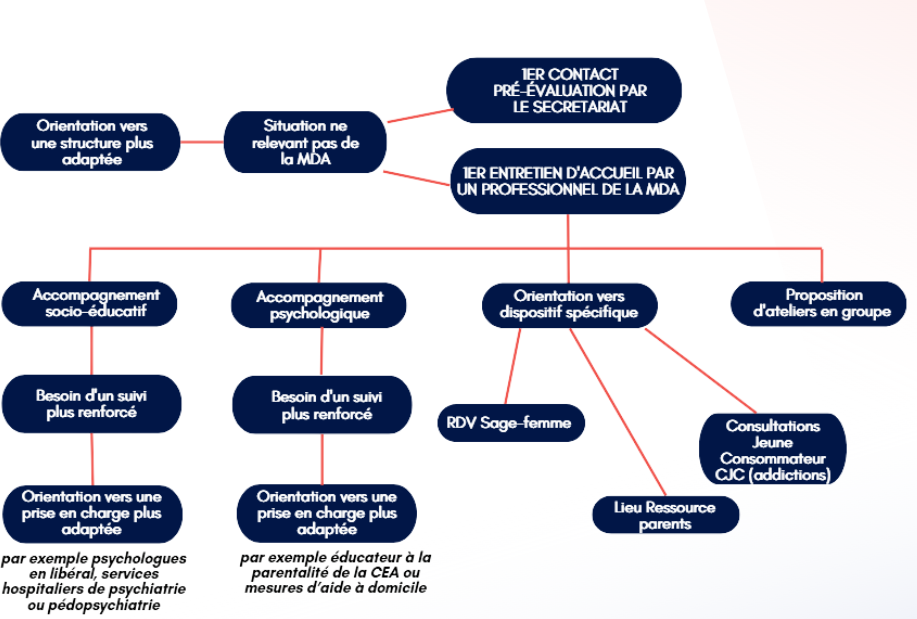 1ER CONTACT
PRÉ-ÉVALUATION PAR
LE SECRETARIAT
Orientation vers
une structure plus
adaptée
Situation ne
relevant pas de
la MDA
1ER ENTRETIEN D'ACCUEIL PAR
UN PROFESSIONNEL DE LA MDA
Accompagnement
socio-éducatif
Accompagnement
psychologique
Orientation vers
dispositif spécifique
Proposition
d'ateliers en groupe
Besoin d'un suivi
plus renforcé
Besoin d'un suivi
plus renforcé
RDV Sage-femme
Consultations
Jeune
Consommateur
CJC (addictions)
Orientation vers une
prise en charge plus
adaptée
Orientation vers une
prise en charge plus
adaptée
Lieu Ressource
parents
par exemple psychologues
en libéral, services
hospitaliers de psychiatrie
ou pédopsychiatrie
par exemple éducateur à la
parentalité de la CEA ou
mesures d'aide à domicile